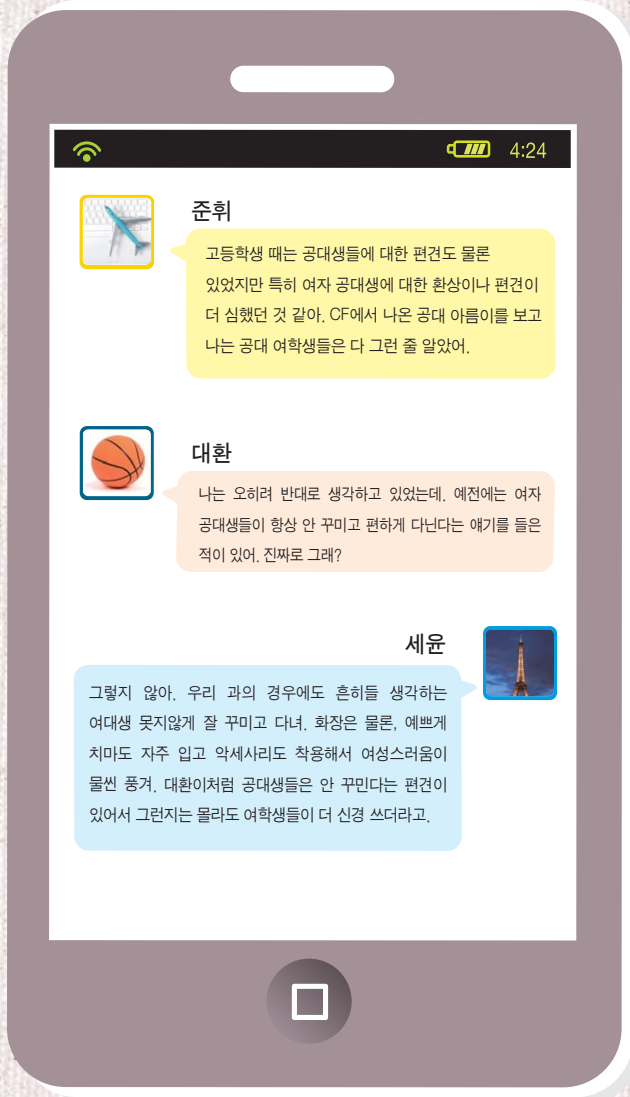 4:24
준휘
고등학생 때는 공대생들에 대한 편견도 물론
있었지만 특히 여자 공대생에 대한 환상이나 편견이
더 심했던 것 같아. CF에서 나온 공대 아름이를 보고
나는 공대 여학생들은 다 그런 줄 알았어.
대환
나는 오히려 반대로 생각하고 있었는데. 예전에는 여자
공대생들이 항상 안 꾸미고 편하게 다닌다는 얘기를 들은
적이 있어. 진짜로 그래?
세윤
그렇지 않아. 우리 과의 경우에도 흔히들 생각하는
여대생 못지않게 잘 꾸미고 다녀. 화장은 물론, 예쁘게
치마도 자주 입고 악세사리도 착용해서 여성스러움이
물씬 풍겨. 대환이처럼 공대생들은 안 꾸민다는 편견이
있어서 그런지는 몰라도 여학생들이 더 신경 쓰더라고.